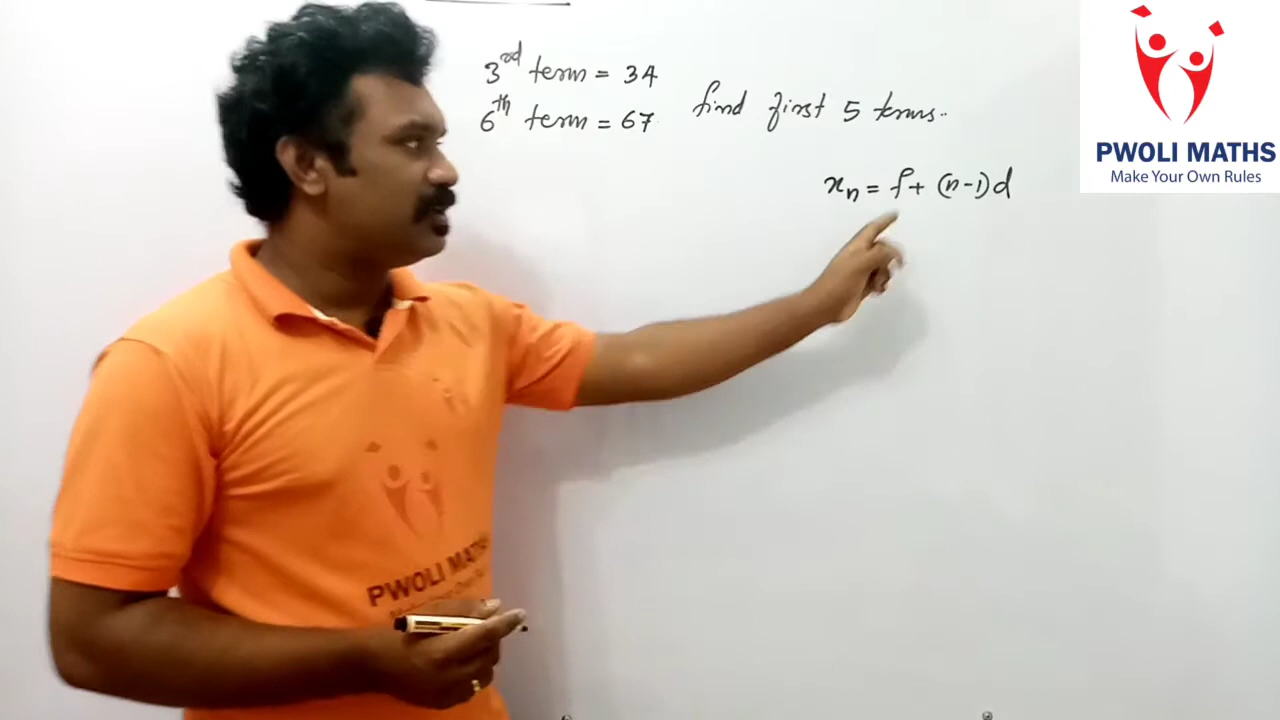 3rd term = 34
6th term = 67
find first 5 terms..
xn = f + (n-1)d
PWOLI MATHS
Make Your Own Rules
PWOLI MATHS